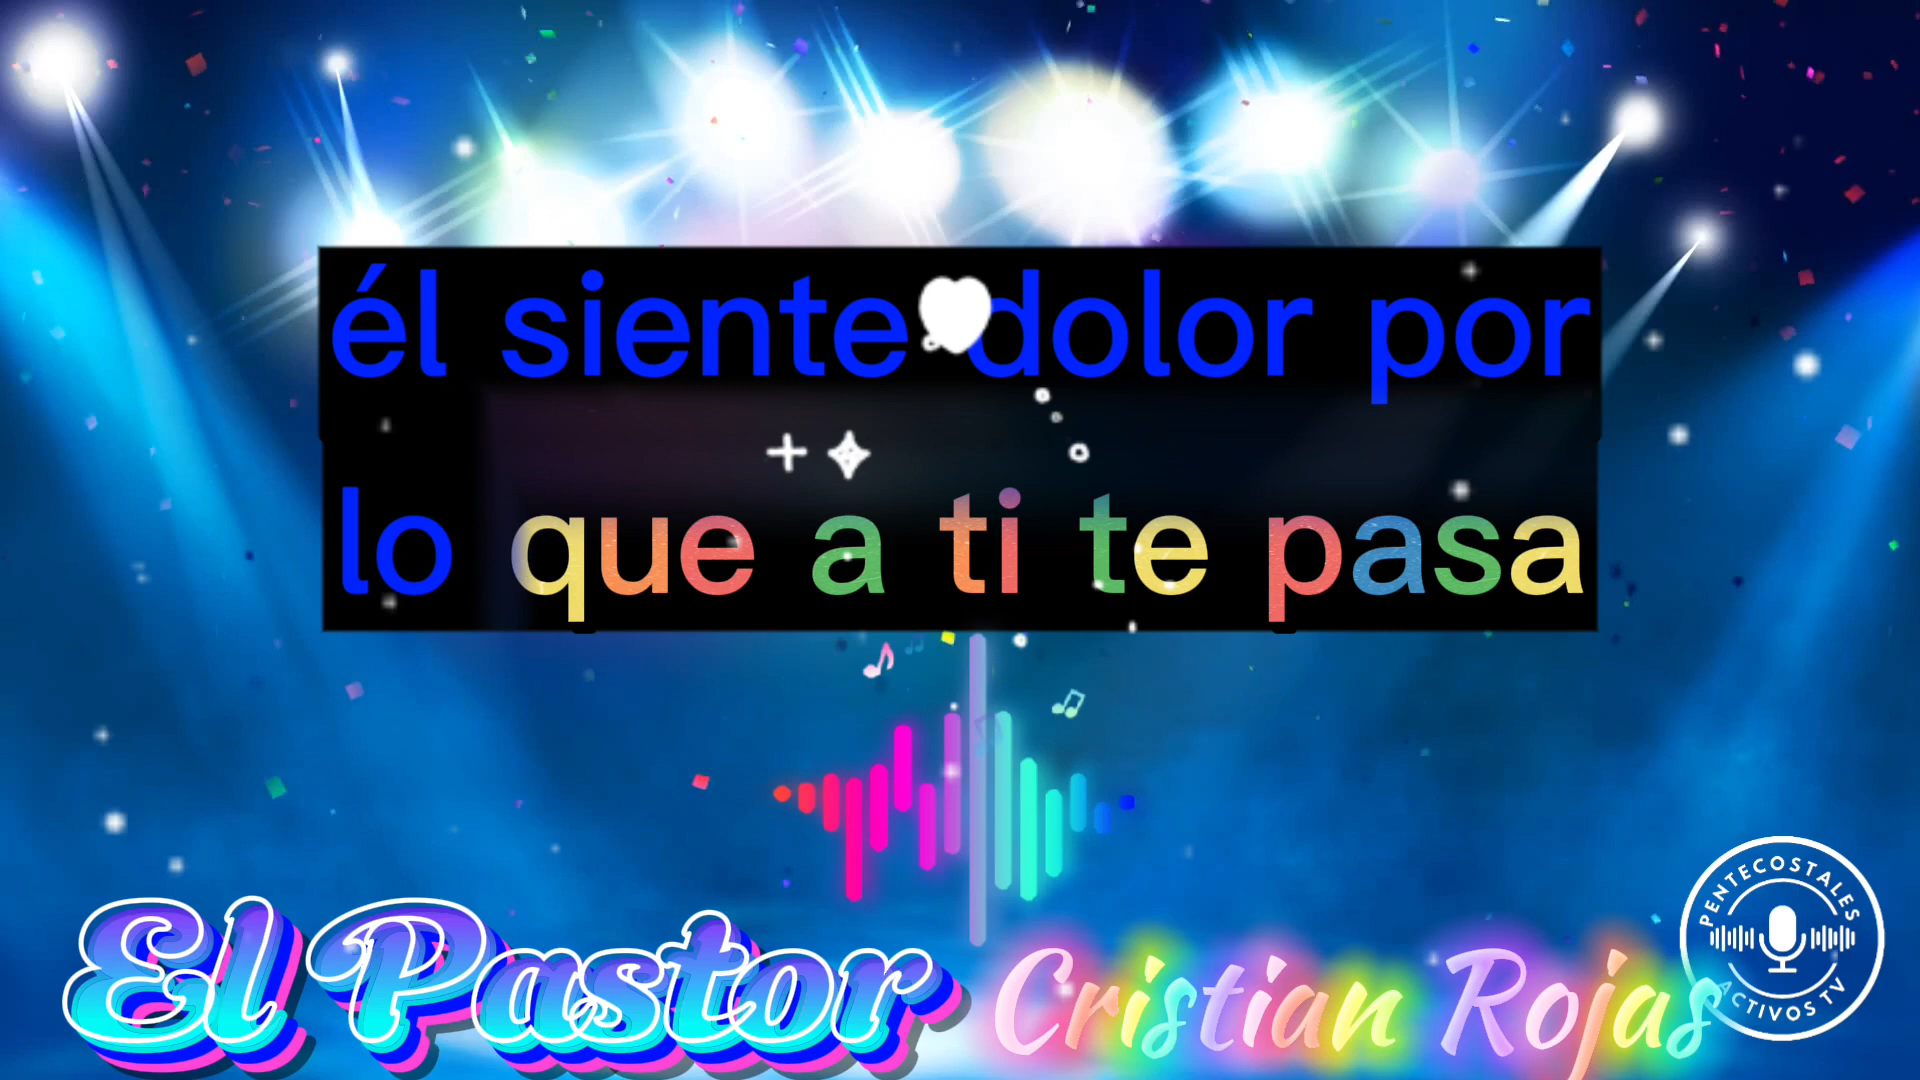 él siente dolor por
lo que a ti te pasa
El Pastor Cristian Rojas
PENTECOSTALES
ACTIVOS TV